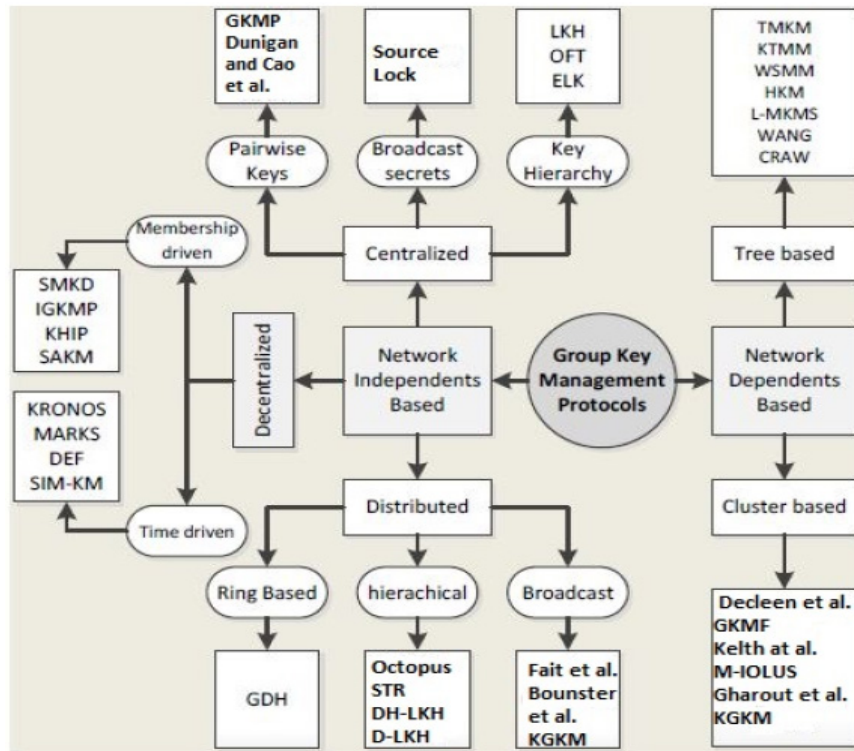 GKMP
Dunigan
and Cao
et al.
Source
Lock
LKH
OFT
ELK
TMKM
KTMM
WSMM
HKM
L-MKMS
WANG
CRAW
Pairwise
Keys
Broadcast
secrets
Key
Hierarchy
Membership
driven
Centralized
Tree based
SMKD
IGKMP
KHIP
SAKM
Decentralized
Network
Independents
Based
Group Key
Management
Protocols
Network
Dependents
Based
KRONOS
MARKS
DEF
SIM-KM
Time driven
Distributed
Cluster based
Ring Based
hierachical
Broadcast
GDH
Octopus
STR
DH-LKH
D-LKH
Fait et al.
Bounster
et al.
KGKM
Decleen et al.
GKMF
Kelth at al.
M-IOLUS
Gharout et al.
KGKM